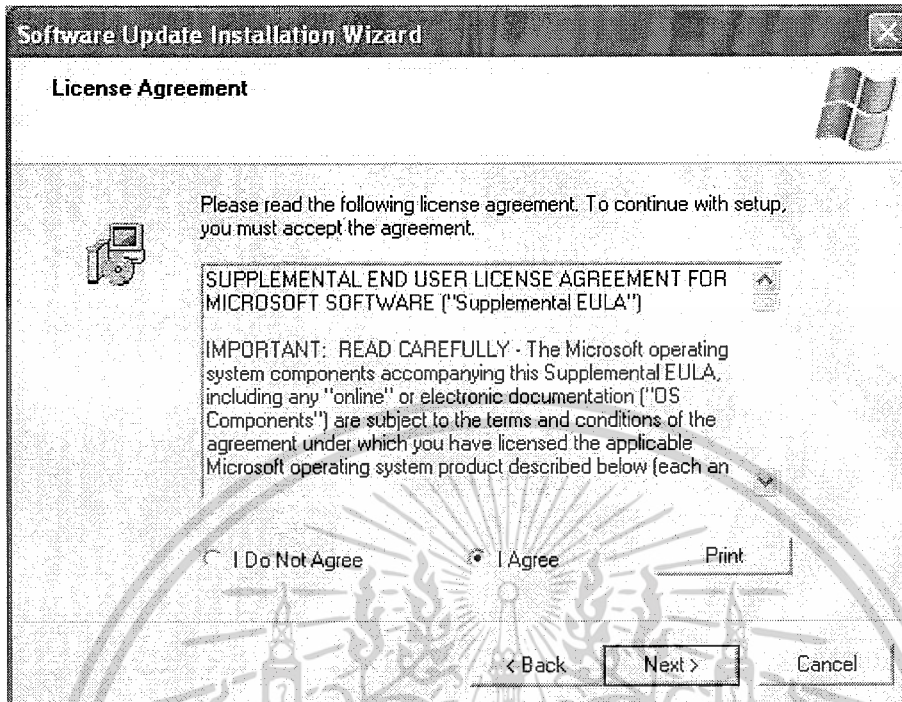 Software Update Installation Wizard
License Agreement
Please read the following license agreement. To continue with setup,
you must accept the agreement.
SUPPLEMENTAL END USER LICENSE AGREEMENT FOR
MICROSOFT SOFTWARE ("Supplemental EULA")
IMPORTANT: READ CAREFULLY - The Microsoft operating
system components accompanying this Supplemental EULA,
including any "online" or electronic documentation ("OS
Components") are subject to the terms and conditions of the
agreement under which you have licensed the applicable
Microsoft operating system product described below (each an
I Do Not Agree
I Agree
Print
< Back
Next >
Cancel